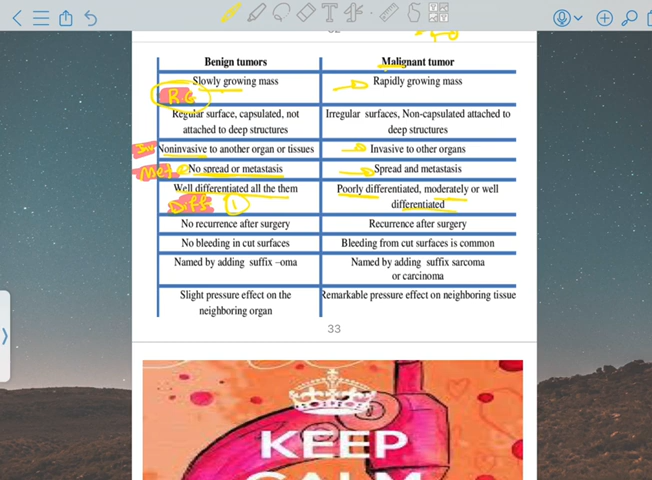 Benign tumors
Malignant tumor
Slowly growing mass
Rapidly growing mass
RG
Regular surface, capsulated, not
attached to deep structures
Irregular surfaces, Non-capsulated attached to
deep structures
Inv
Noninvasive to another organ or tissues
Invasive to other organs
Met
No spread or metastasis
Spread and metastasis
Well differentiated all the them
Poorly differentiated, moderately or well
differentiated
Diff 1
No recurrence after surgery
Recurrence after surgery
No bleeding in cut surfaces
Bleeding from cut surfaces is common
Named by adding suffix –oma
Named by adding suffix sarcoma
or carcinoma
Slight pressure effect on the
neighboring organ
Remarkable pressure effect on neighboring tissue
33
KEEP
CALM